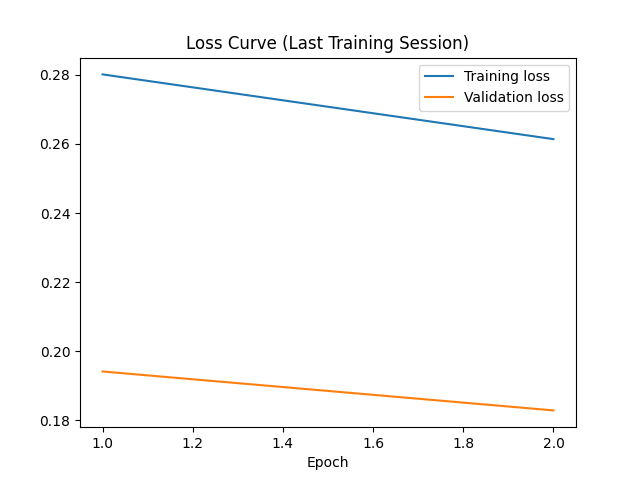 Loss Curve (Last Training Session)
Training loss
Validation loss
0.28
0.26
0.24
0.22
0.20
0.18
1.0 1.2 1.4 1.6 1.8 2.0
Epoch